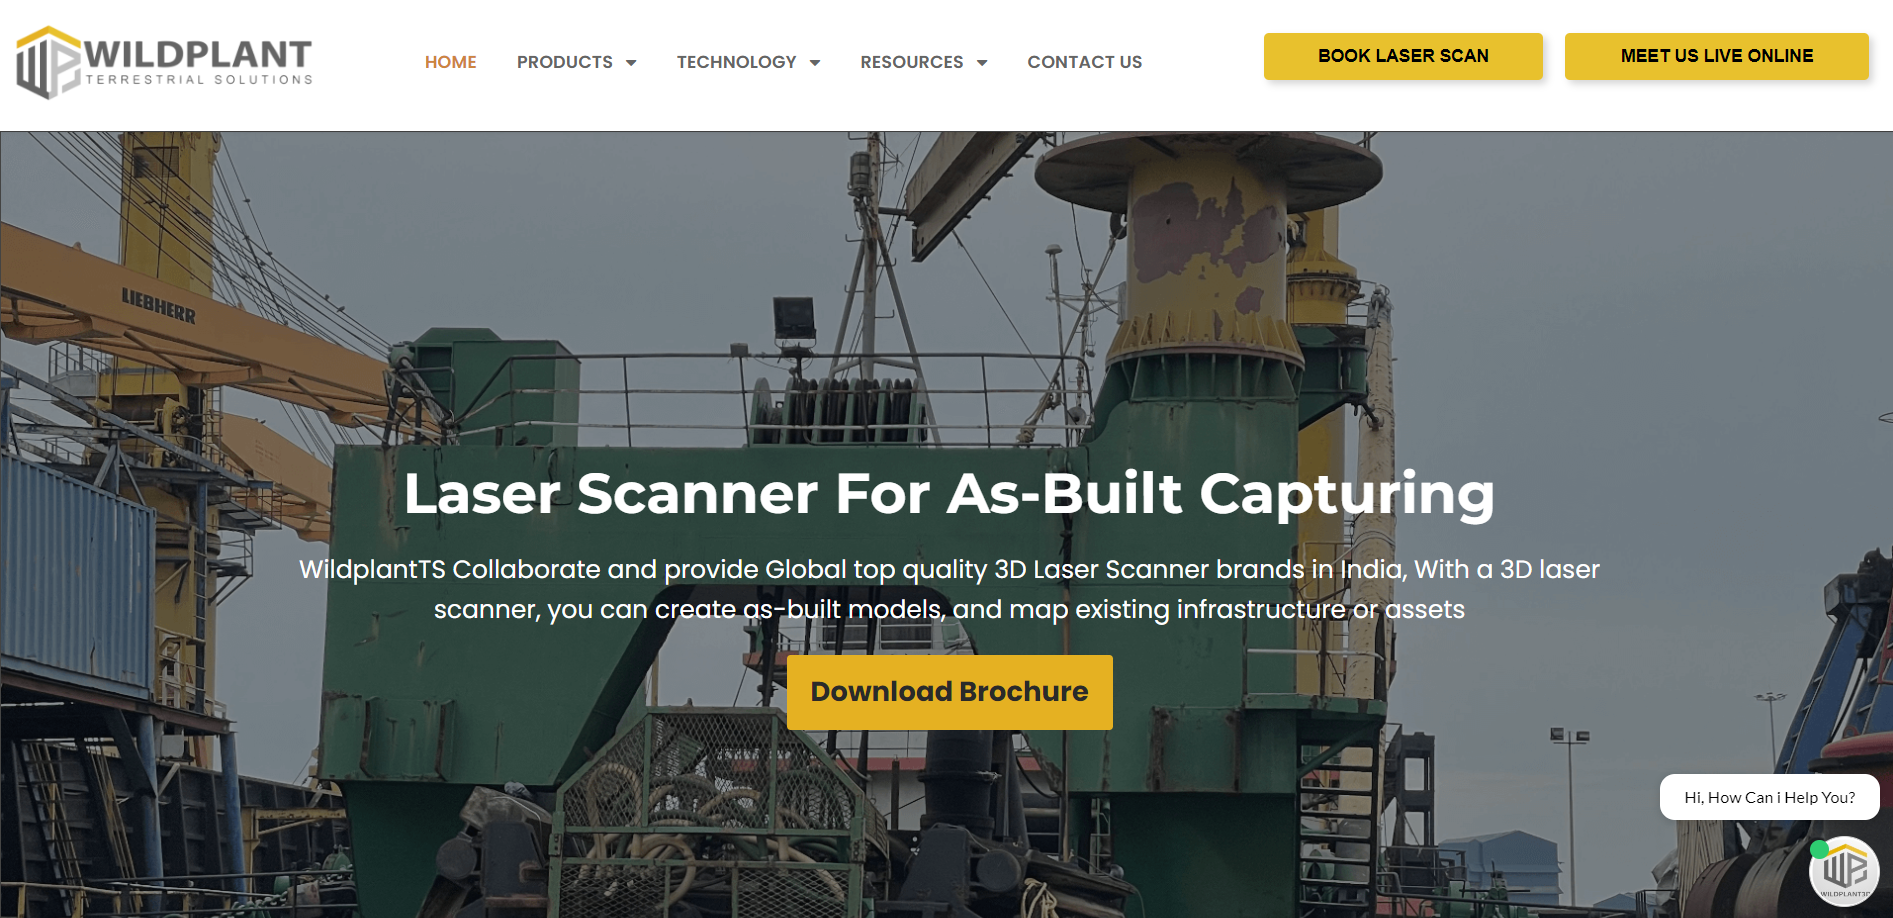 WILDPLANT
TERRESTRIAL SOLUTIONS
HOME PRODUCTS TECHNOLOGY RESOURCES CONTACT US
BOOK LASER SCAN
MEET US LIVE ONLINE
LIEBHERR
Laser Scanner For As-Built Capturing
WildplantTS Collaborate and provide Global top quality 3D Laser Scanner brands in India, With a 3D laser
scanner, you can create as-built models, and map existing infrastructure or assets
Download Brochure
Hi, How Can i Help You?
WILDPLANT3D